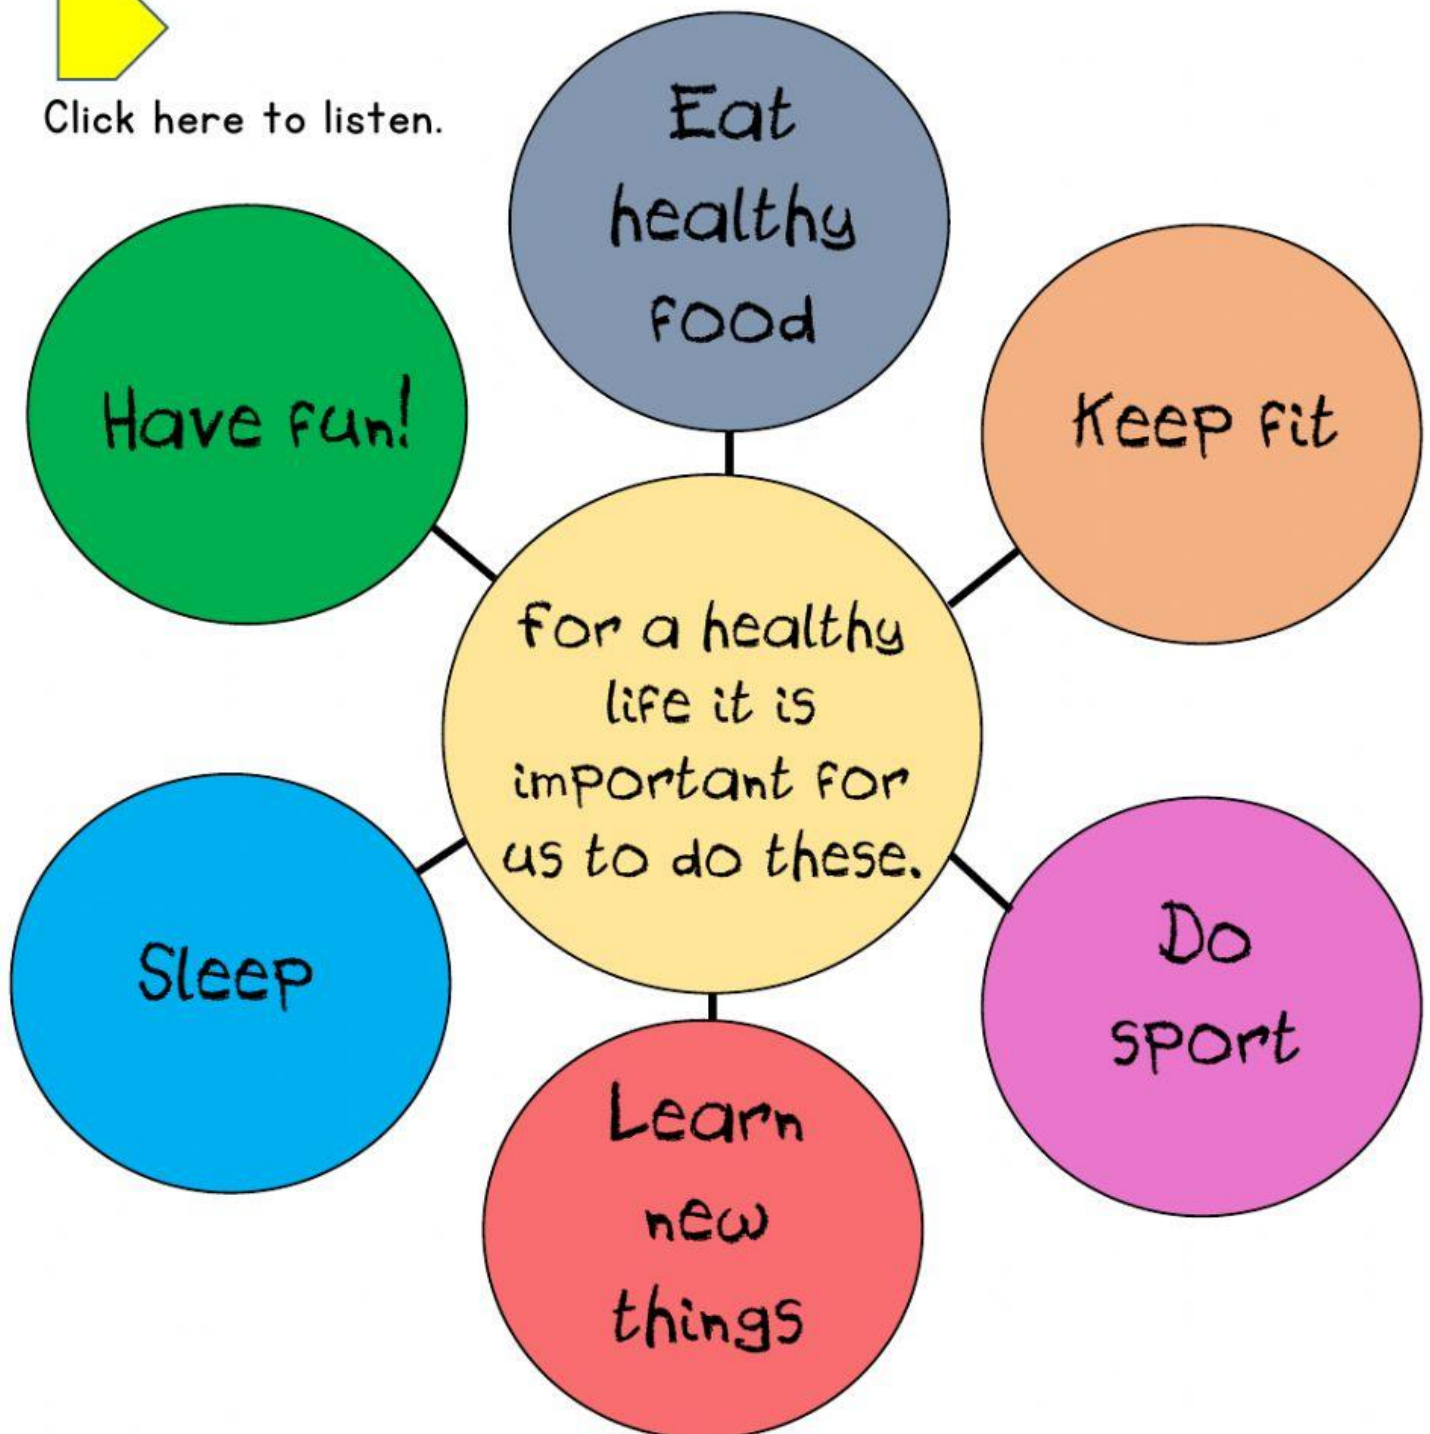 Click here to listen.
Eat
healthy
food
Have fun!
Keep fit
for a healthy
life it is
important for
us to do these.
Sleep
Do
sport
Learn
new
things